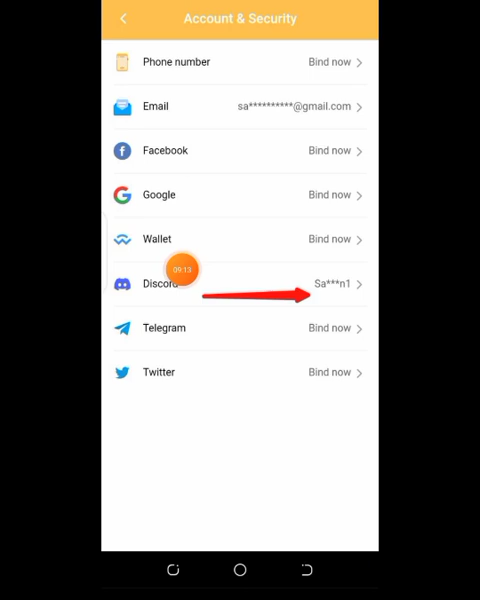 Account & Security
Phone number Bind now
Email sa**********@gmail.com
Facebook Bind now
Google Bind now
Wallet Bind now
09:13
Discord Sa***n1
Telegram Bind now
Twitter Bind now